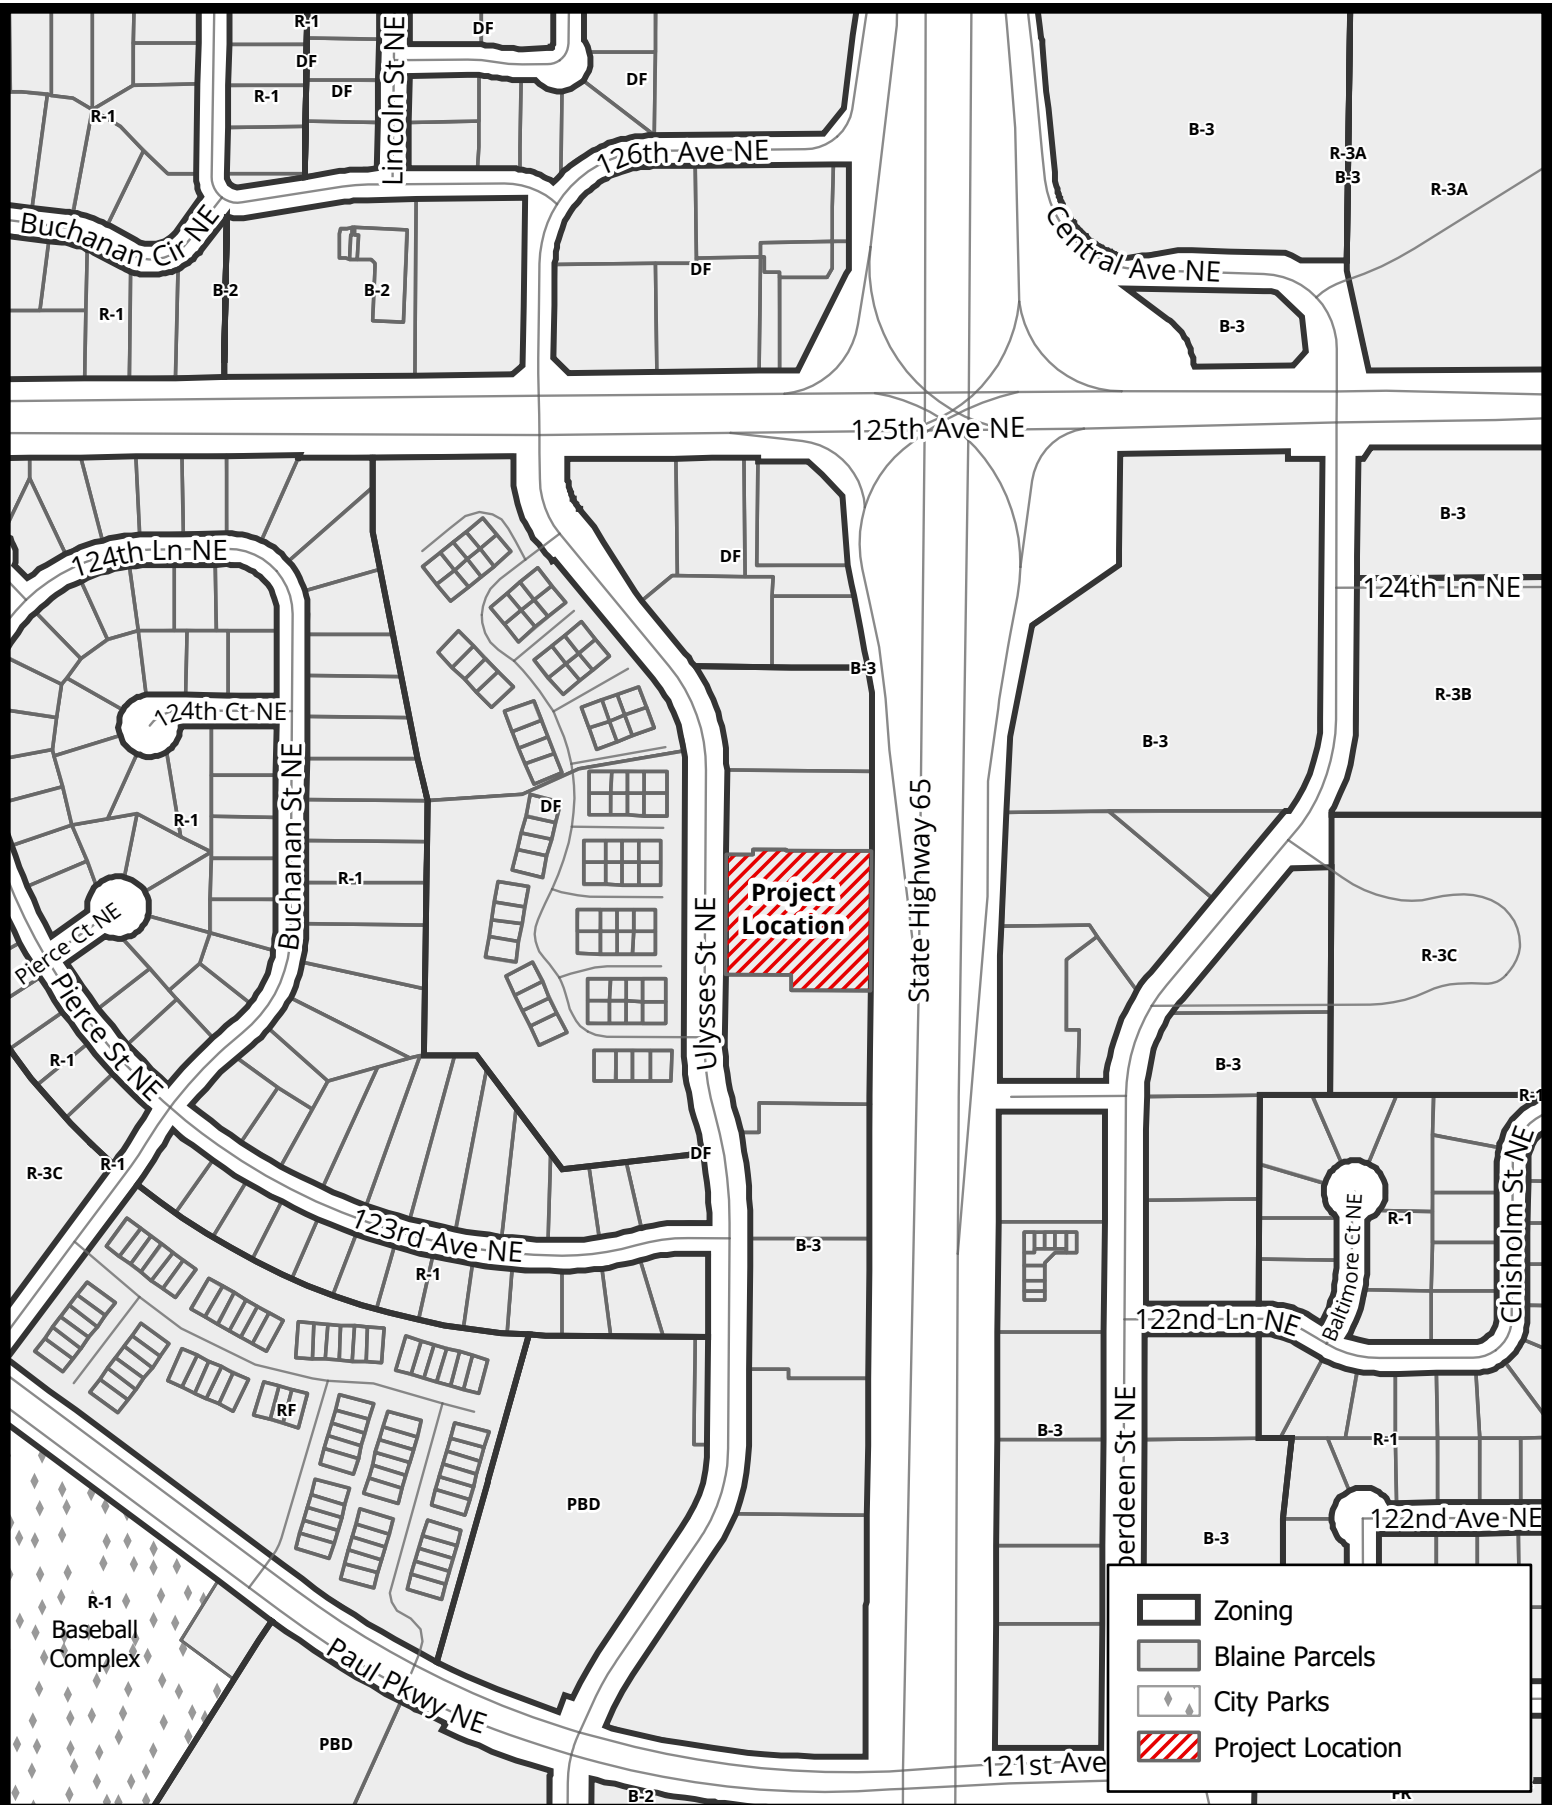 R-1
DF
DF
R-1
DF
DF
R-1
Lincoln St NE
126th Ave NE
B-3
R-3A
B-3
R-3A
Buchanan Cir NE
Central Ave NE
DF
B-2
B-2
R-1
B-3
125th Ave NE
B-3
124th Ln NE
DF
124th Ln NE
B-3
R-3B
124th Ct NE
B-3
Buchanan St NE
DF
R-1
R-1
Project
Location
State Highway 65
Ulysses St NE
Pierce Ct NE
R-3C
Pierce St NE
R-1
B-3
R-1
DF
R-1
R-3C
R-1
Chisholm St NE
Baltimore Ct NE
123rd Ave NE
B-3
R-1
122nd Ln NE
RF
B-3
R-1
berdeen St NE
PBD
122nd Ave NE
B-3
R-1
Baseball
Complex
Paul Pkwy NE
PBD
121st Ave
B-2
Zoning
Blaine Parcels
City Parks
Project Location